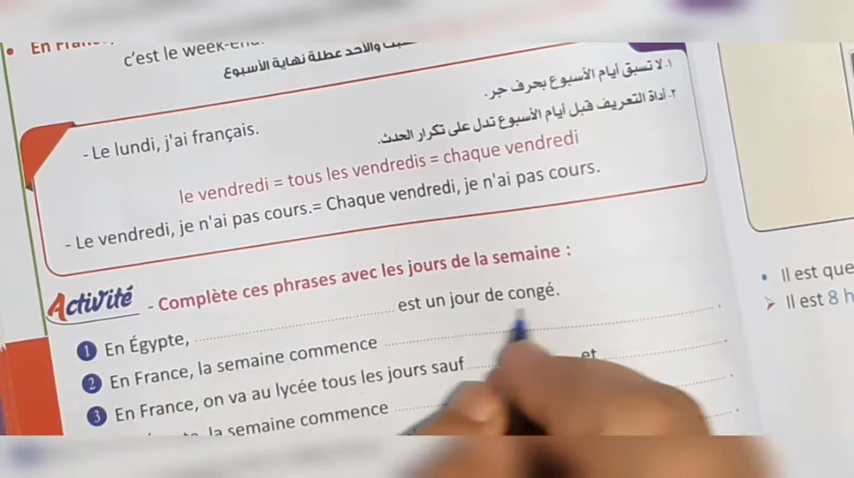 En France,
c'est le week-end.
والأحد عطلة نهاية الأسبوع
١. لا تسبق أيام الأسبوع بحرف جر.
- Le lundi, j'ai français.
٢. أداة التعريف قبل أيام الأسبوع تدل على تكرار الحدث.
le vendredi = tous les vendredis = chaque vendredi
- Le vendredi, je n'ai pas cours.= Chaque vendredi, je n'ai pas cours.
Activité - Complète ces phrases avec les jours de la semaine :
1 En Égypte, ........ est un jour de congé.
2 En France, la semaine commence ........ .
3 En France, on va au lycée tous les jours sauf ........ et ........ .
la semaine commence ........ .
Il est que
Il est 8 h